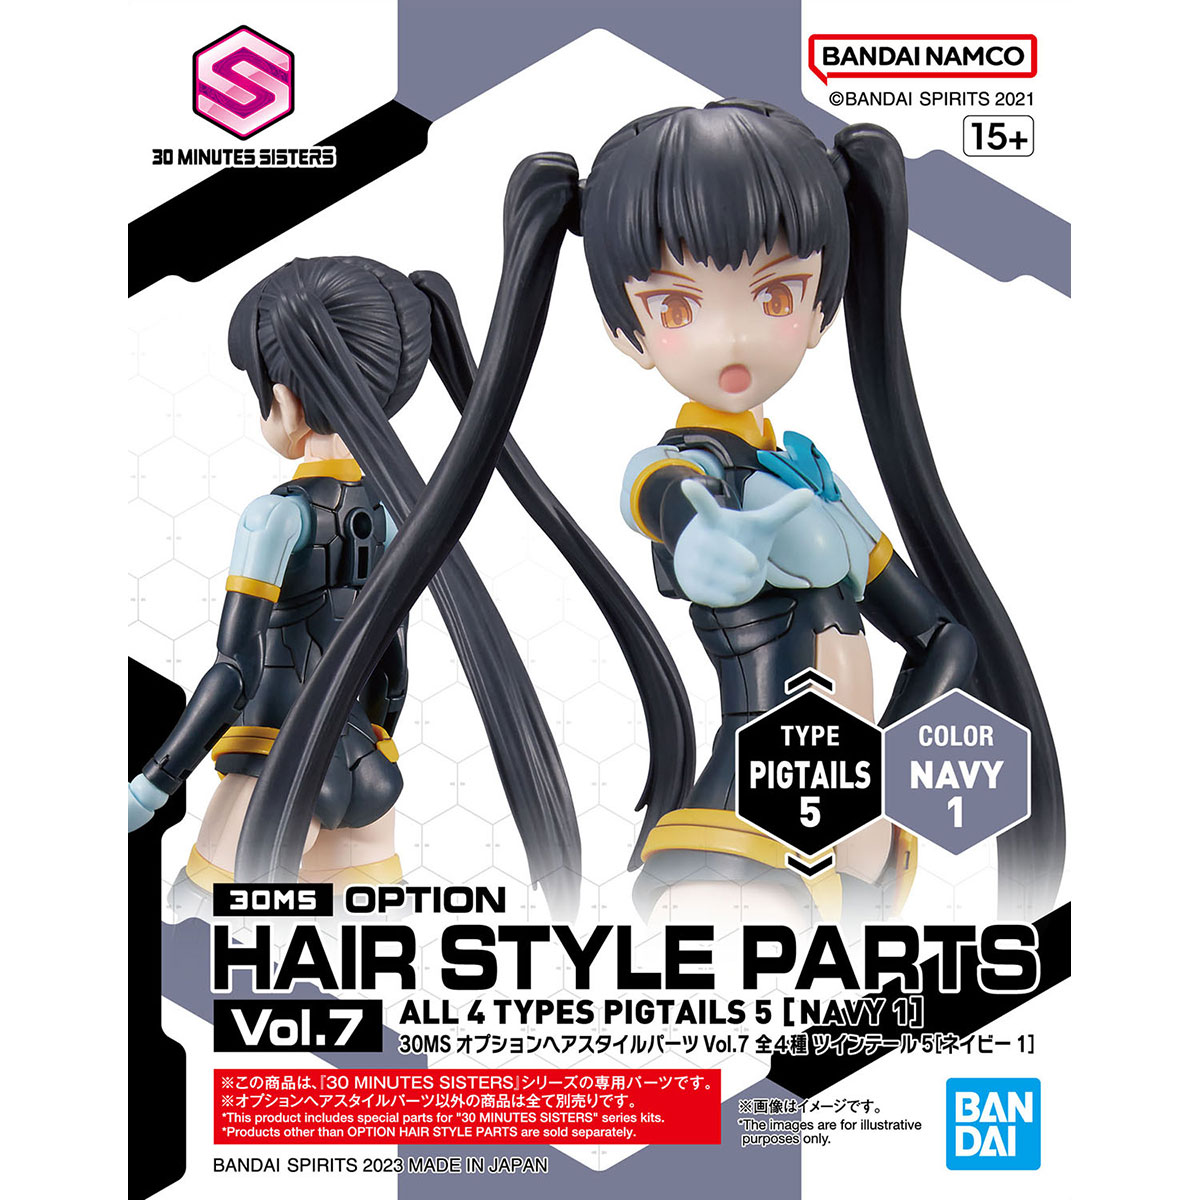 S
30 MINUTES SISTERS
BANDAI NAMCO
©BANDAI SPIRITS 2021
15+
TYPE
PIGTAILS
5
COLOR
NAVY
1
30MS OPTION
HAIR STYLE PARTS
Vol.7
ALL 4 TYPES PIGTAILS 5 [NAVY 1]
30MS オプションヘアスタイルパーツ Vol.7 全4種 ツインテール 5[ネイビー 1]
※この商品は、『30 MINUTES SISTERS』シリーズの専用パーツです。
※オプションヘアスタイルパーツ以外の商品は全て別売りです。
*This product includes special parts for "30 MINUTES SISTERS" series kits.
*Products other than OPTION HAIR STYLE PARTS are sold separately.
※画像はイメージです。
*The images are for illustrative
purposes only.
BAN
DAI
BANDAI SPIRITS 2023 MADE IN JAPAN